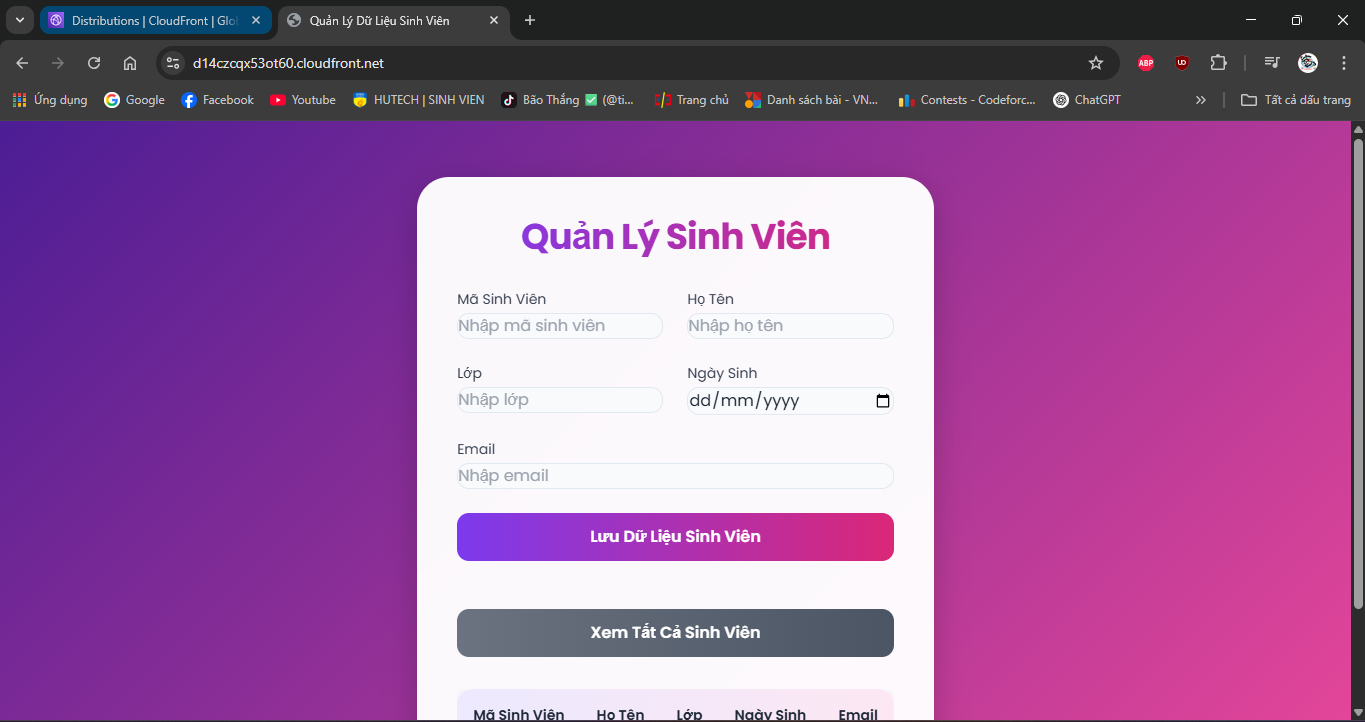 Distributions | CloudFront | Glo
Quản Lý Dữ Liệu Sinh Viên
d14czcqx53ot60.cloudfront.net
ABP
UD
Ứng dụng
Google
Facebook
Youtube
HUTECH | SINH VIEN
Bão Thắng ✅ (@ti...
Trang chủ
Danh sách bài - VN...
Contests - Codeforc...
ChatGPT
Tất cả dấu trang
Quản Lý Sinh Viên
Mã Sinh Viên Họ Tên
Nhập mã sinh viên Nhập họ tên
Lớp Ngày Sinh
Nhập lớp dd/mm/yyyy
Email
Nhập email
Lưu Dữ Liệu Sinh Viên
Xem Tất Cả Sinh Viên
Mã Sinh Viên Họ Tên Lớp Ngày Sinh Email